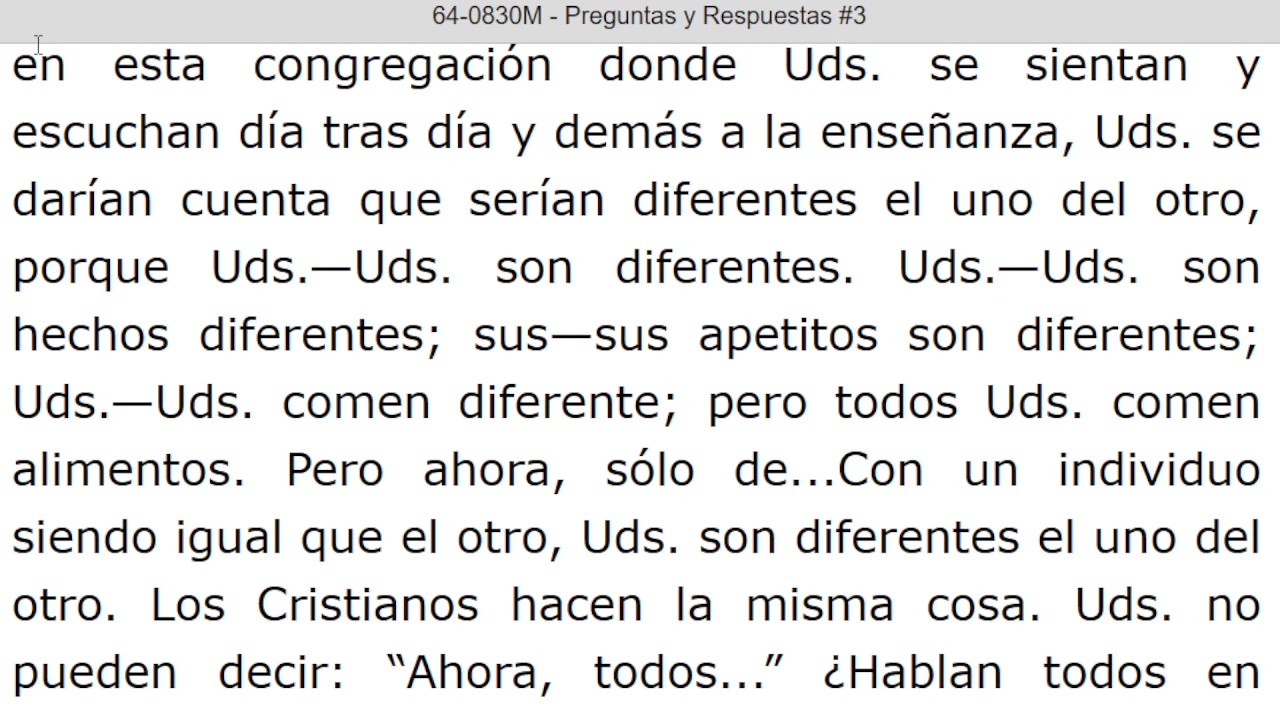 64-0830M - Preguntas y Respuestas #3
en esta congregación donde Uds. se sientan y
escuchan día tras día y demás a la enseñanza, Uds. se
darían cuenta que serían diferentes el uno del otro,
porque Uds.—Uds. son diferentes. Uds.—Uds. son
hechos diferentes; sus—sus apetitos son diferentes;
Uds.—Uds. comen diferente; pero todos Uds. comen
alimentos. Pero ahora, sólo de...Con un individuo
siendo igual que el otro, Uds. son diferentes el uno del
otro. Los Cristianos hacen la misma cosa. Uds. no
pueden decir: “Ahora, todos...” ¿Hablan todos en